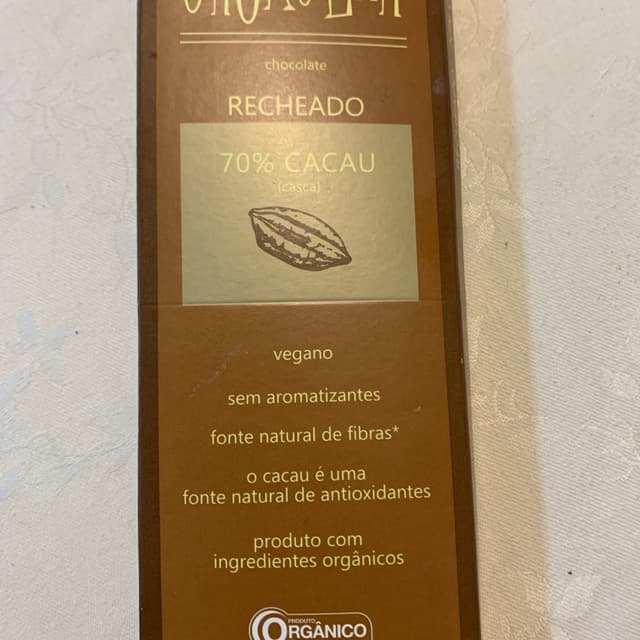 chocolate
RECHEADO
70% CACAU
(casca)
vegano
sem aromatizantes
fonte natural de fibras*
o cacau é uma
fonte natural de antioxidantes
produto com
ingredientes orgânicos
PRODUTO
ORGÂNICO